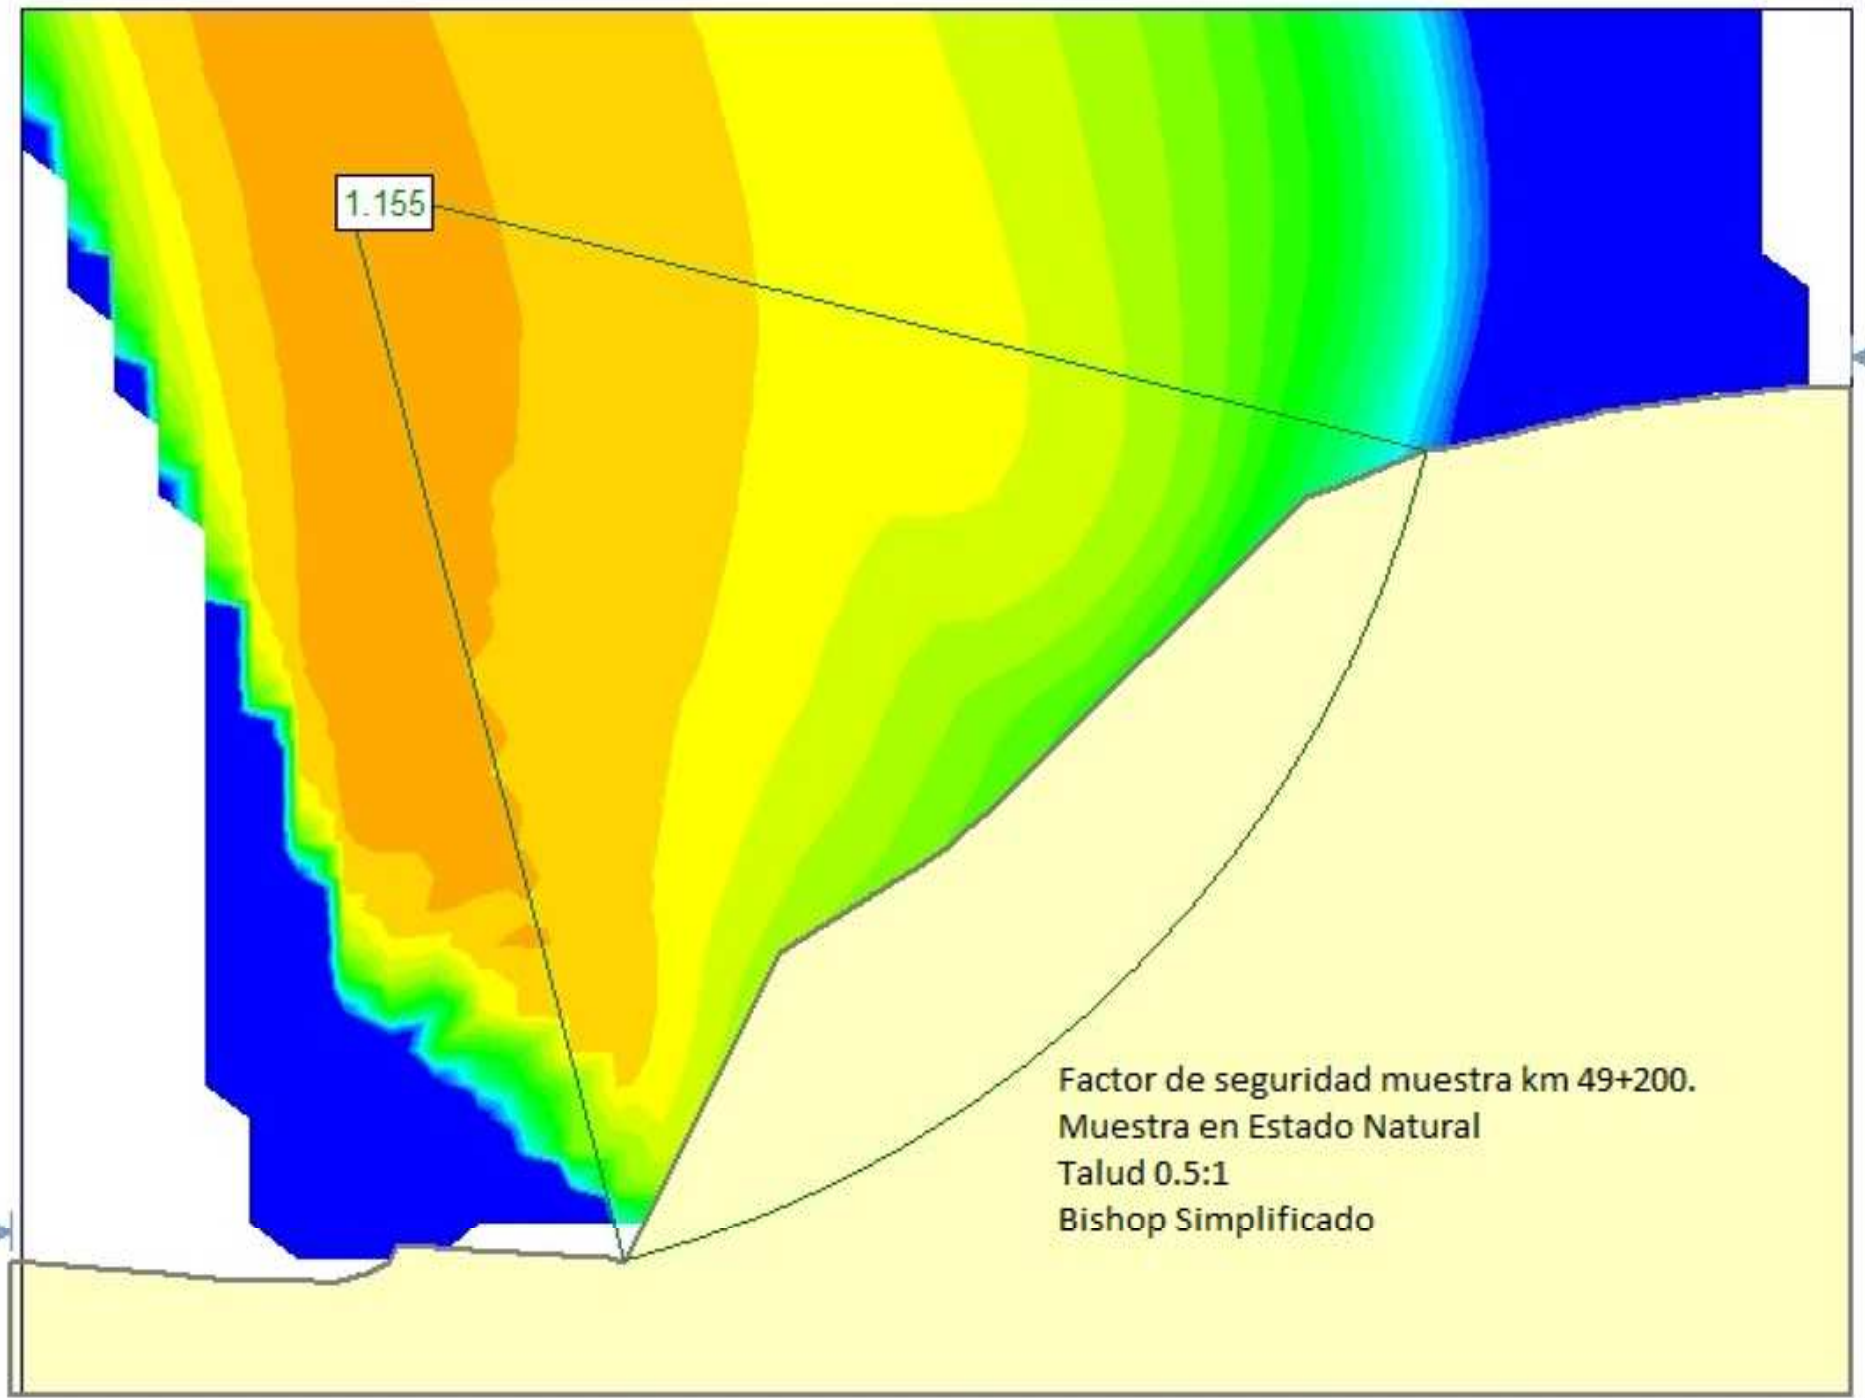 1.155
Factor de seguridad muestra km 49+200.
Muestra en Estado Natural
Talud 0.5:1
Bishop Simplificado